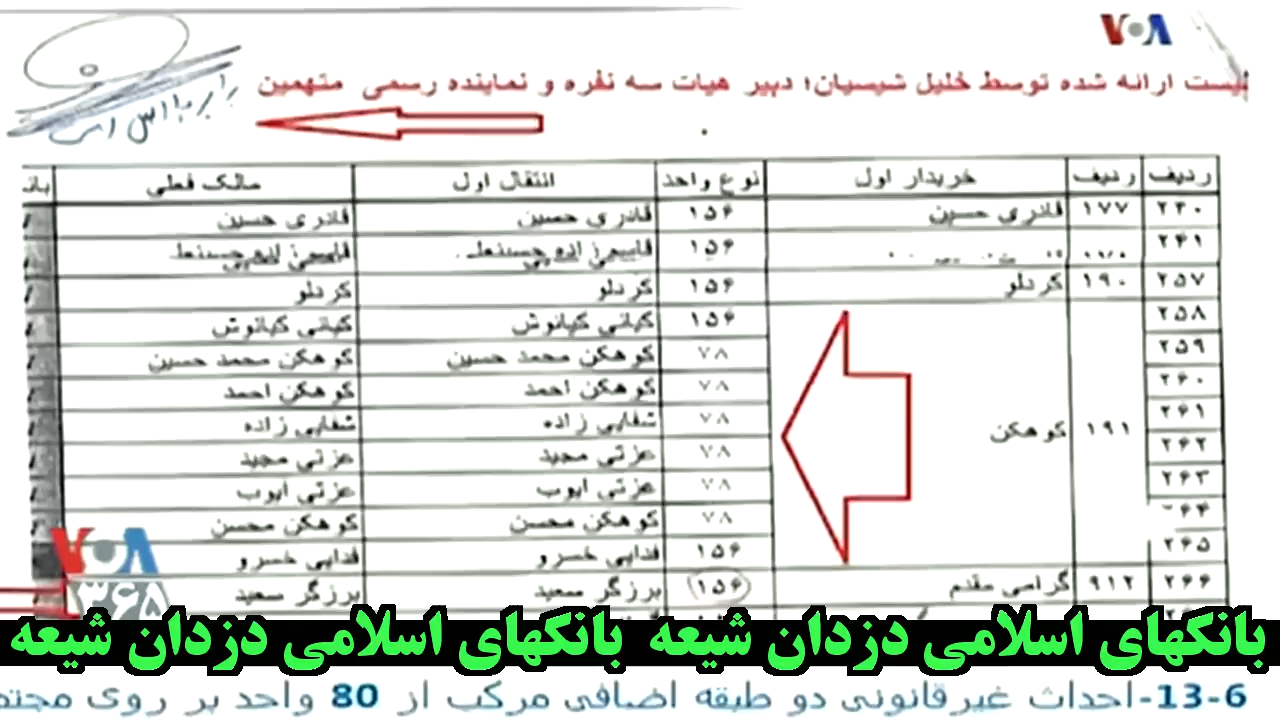 VOA
لیست ارائه شده توسط خلیل شیسیان؛ دبیر هیات سه نفره و نماینده رسمی متهمین
برابر با اس
ردیف ردیف خریدار اول نوع واحد انتقال اول مالک فعلی
۲۴۰ ۱۷۷ قادری حسین ۱۵۶ قادری حسین قادری حسین
۲۴۱ ۱۵۶
۲۵۷ ۱۹۰ کردلو ۱۵۶ کردلو کردلو
۲۵۸ ۱۵۶ کیانی کیانوش کیانی کیانوش
۲۵۹ ۷۸ کوهکن محمد حسین کوهکن محمد حسین
۲۶۰ ۷۸ کوهکن احمد کوهکن احمد
۲۶۱ ۱۹۱ کوهکن ۷۸ شفایی زاده شفایی زاده
۲۶۲ ۷۸ عزتی مجید عزتی مجید
۲۶۳ ۷۸ عزتی ایوب عزتی ایوب
۷۸ کوهکن محسن کوهکن محسن
۲۶۵ ۱۵۶ فدایی خسرو فدایی خسرو
۲۶۶ ۹۱۲ گرامی مقدم ۱۵۶ برزگر سعید برزگر سعید
VOA
۳۶۸
بانکهای اسلامی دزدان شیعه بانکهای اسلامی دزدان شیعه
13-6-احداث غیرقانونی دو طبقه اضافی مرکب از 80 واحد بر روی مجتم